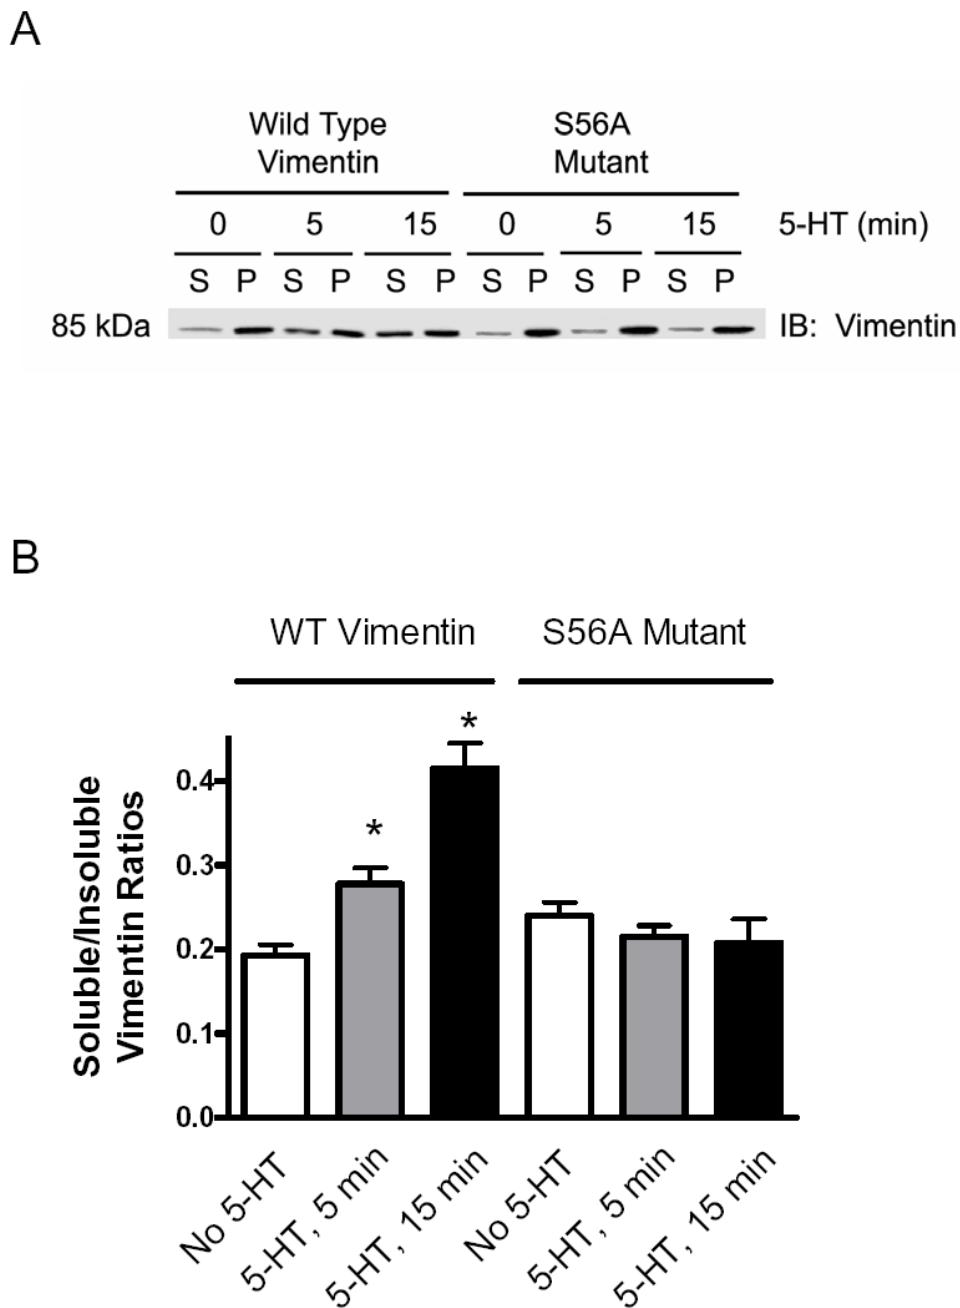 A
Wild Type
Vimentin
S56A
Mutant
0 5 15 0 5 15 5-HT (min)
S P S P S P S P S P S P
85 kDa IB: Vimentin
B
WT Vimentin S56A Mutant
* *
Soluble/Insoluble
Vimentin Ratios
0.4
0.3
0.2
0.1
0.0
No 5-HT
5-HT, 5 min
5-HT, 15 min
No 5-HT
5-HT, 5 min
5-HT, 15 min